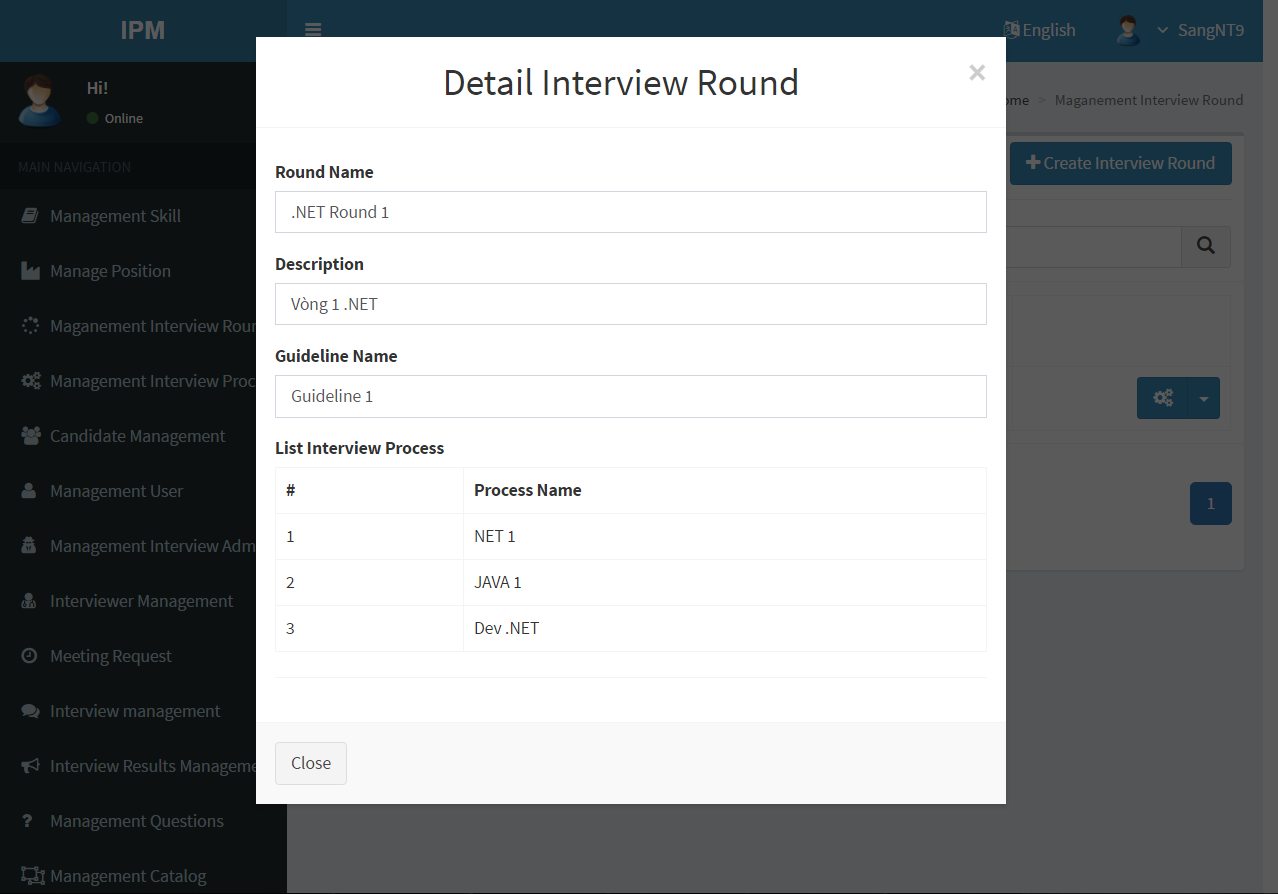 IPM
English
SangNT9
Hi!
Online
MAIN NAVIGATION
Management Skill
Manage Position
Maganement Interview Roun
Management Interview Proc
Candidate Management
Management User
Management Interview Adm
Interviewer Management
Meeting Request
Interview management
Interview Results Manageme
Management Questions
Management Catalog
ome > Maganement Interview Round
Create Interview Round
1
Detail Interview Round
×
Round Name
.NET Round 1
Description
Vòng 1 .NET
Guideline Name
Guideline 1
List Interview Process
# Process Name
1 NET 1
2 JAVA 1
3 Dev .NET
Close